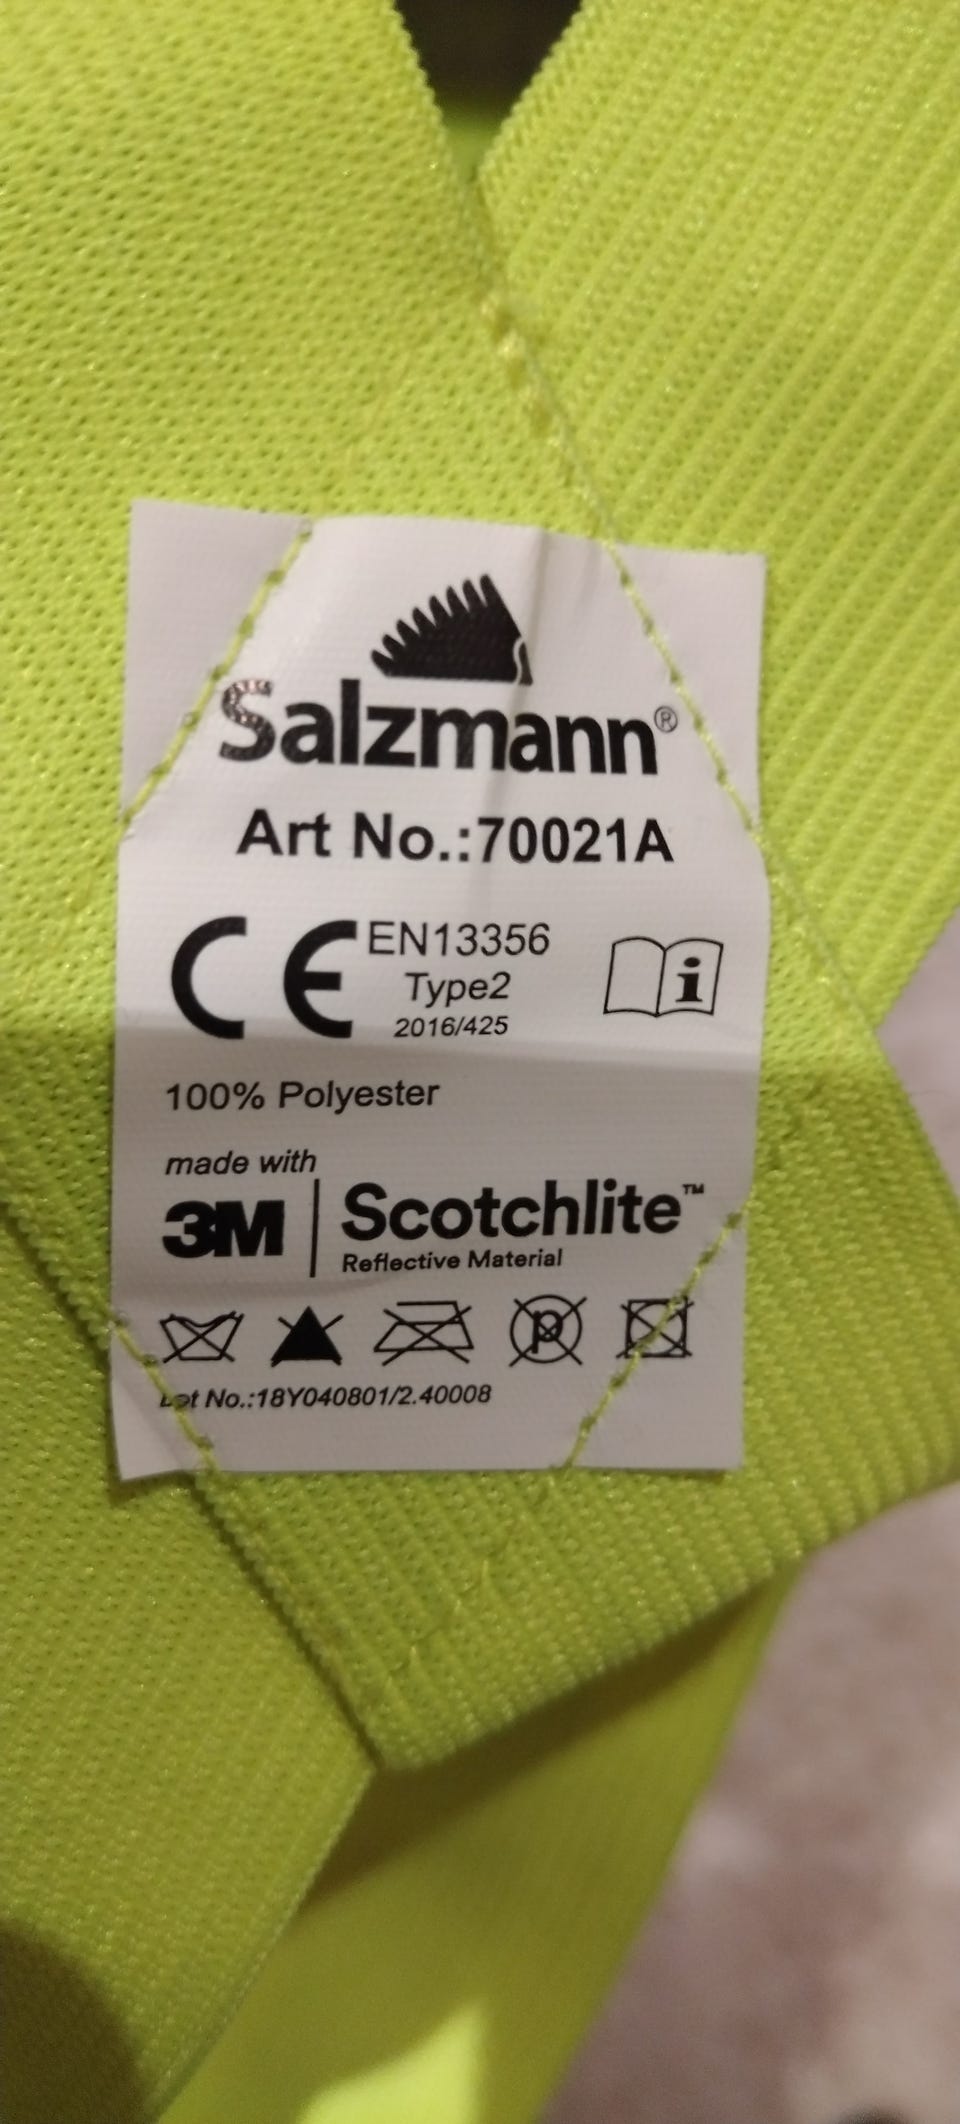 Salzmann®
Art No.:70021A
CE EN13356
Type2
2016/425
i
100% Polyester
made with
3M Scotchlite™
Reflective Material
P
Lot No.:18Y040801/2.40008